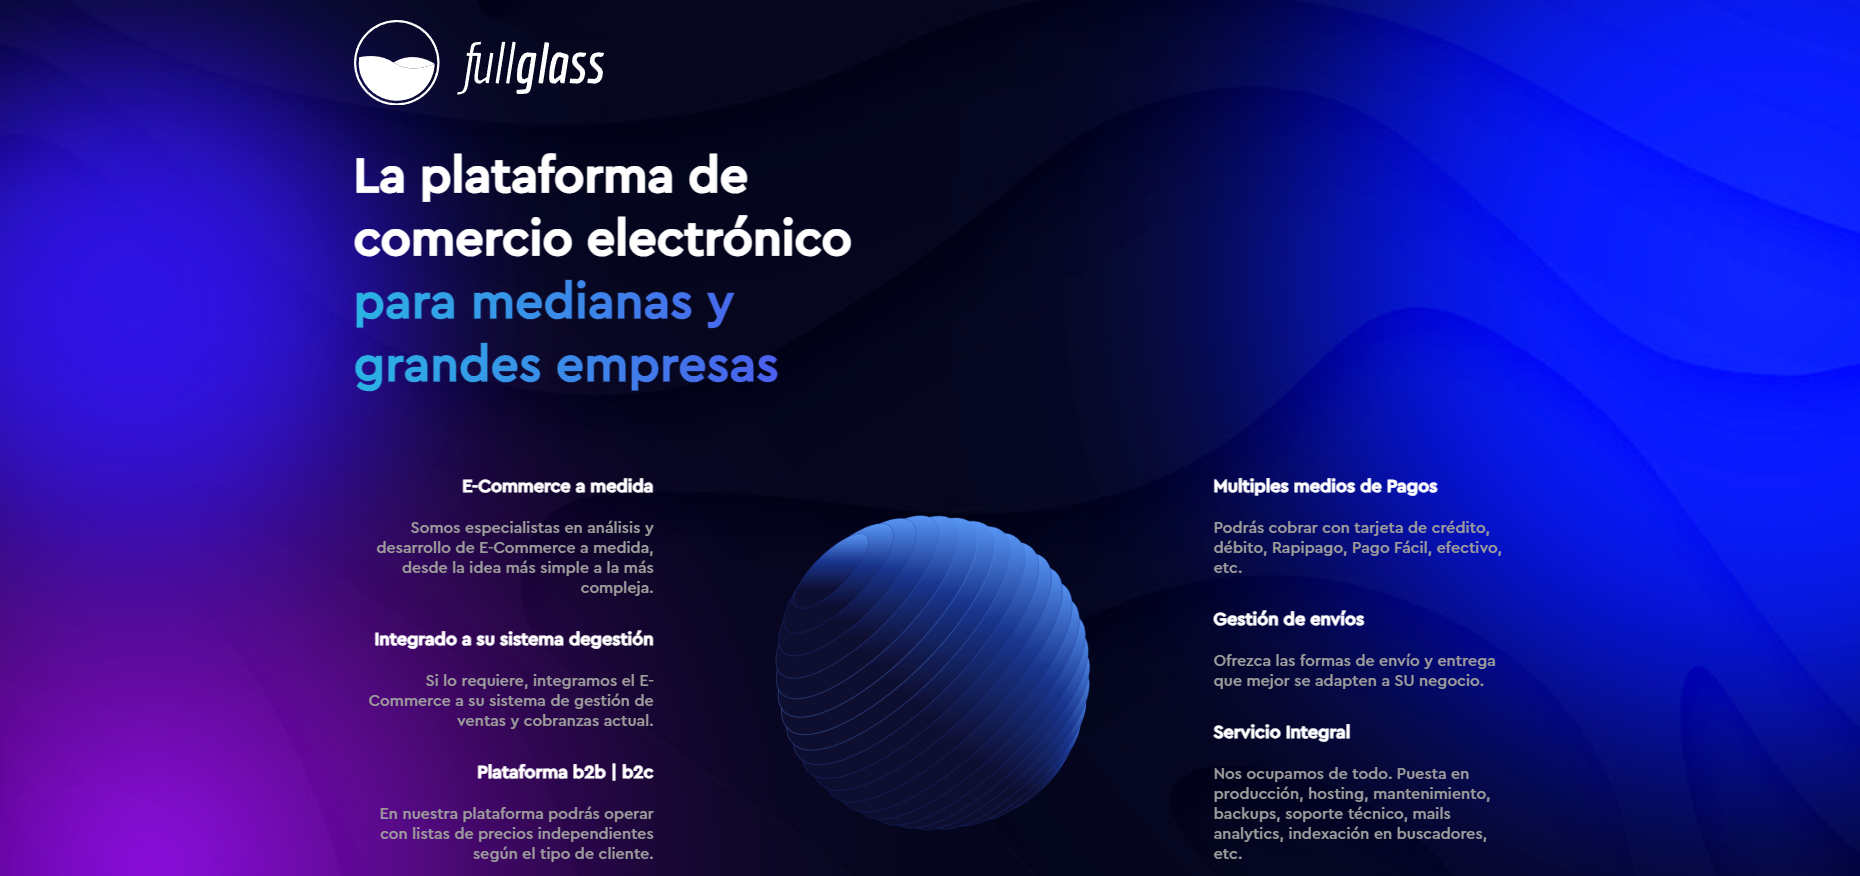 fullglass
La plataforma de
comercio electrónico
para medianas y
grandes empresas
E-Commerce a medida
Somos especialistas en análisis y
desarrollo de E-Commerce a medida,
desde la idea más simple a la más
compleja.
Integrado a su sistema degestión
Si lo requiere, integramos el E-
Commerce a su sistema de gestión de
ventas y cobranzas actual.
Plataforma b2b | b2c
En nuestra plataforma podrás operar
con listas de precios independientes
según el tipo de cliente.
Multiples medios de Pagos
Podrás cobrar con tarjeta de crédito,
débito, Rapipago, Pago Fácil, efectivo,
etc.
Gestión de envíos
Ofrezca las formas de envío y entrega
que mejor se adapten a SU negocio.
Servicio Integral
Nos ocupamos de todo. Puesta en
producción, hosting, mantenimiento,
backups, soporte técnico, mails
analytics, indexación en buscadores,
etc.